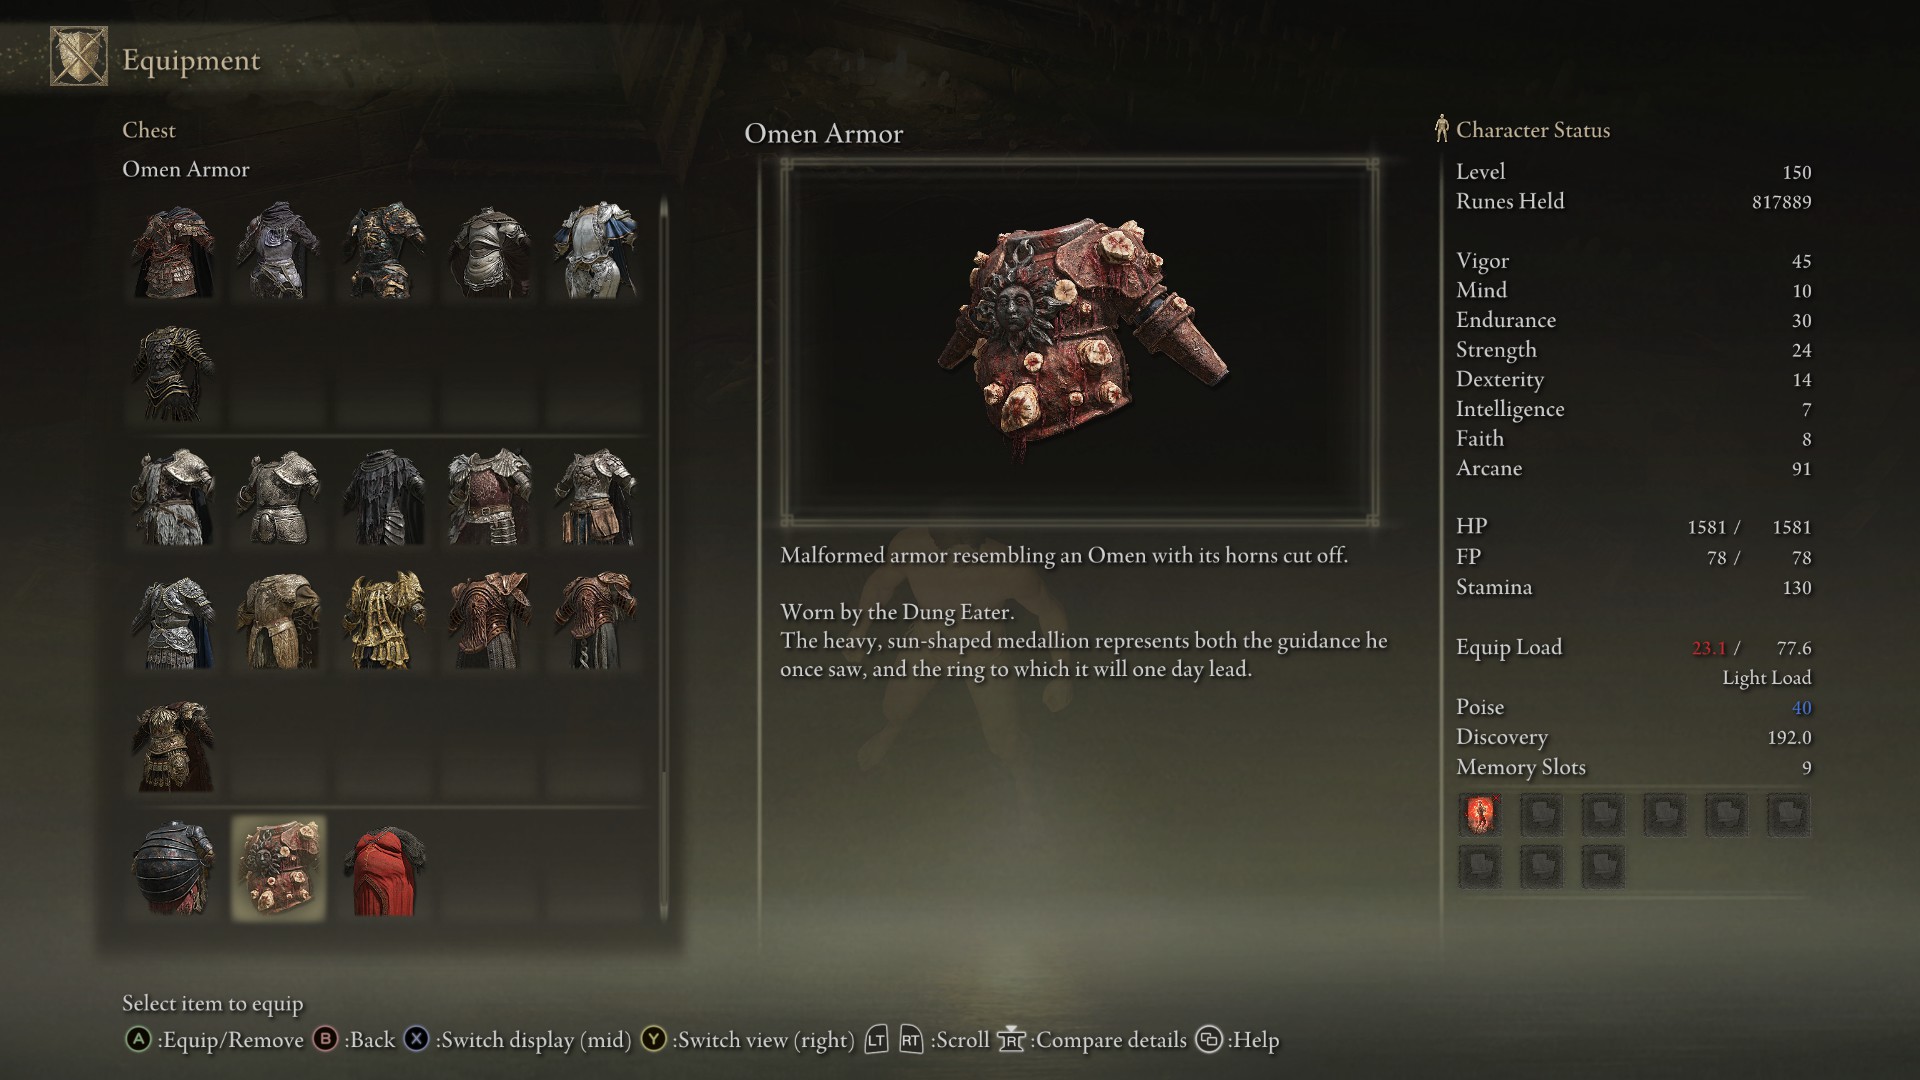 Equipment
Chest
Omen Armor
Omen Armor
Malformed armor resembling an Omen with its horns cut off.
Worn by the Dung Eater.
The heavy, sun-shaped medallion represents both the guidance he
once saw, and the ring to which it will one day lead.
Character Status
Level 150
Runes Held 817889
Vigor 45
Mind 10
Endurance 30
Strength 24
Dexterity 14
Intelligence 7
Faith 8
Arcane 91
HP 1581 / 1581
FP 78 / 78
Stamina 130
Equip Load 23.1 / 77.6
Light Load
Poise 40
Discovery 192.0
Memory Slots 9
Select item to equip
A :Equip/Remove B :Back X :Switch display (mid) Y :Switch view (right) LT RT :Scroll R :Compare details :Help